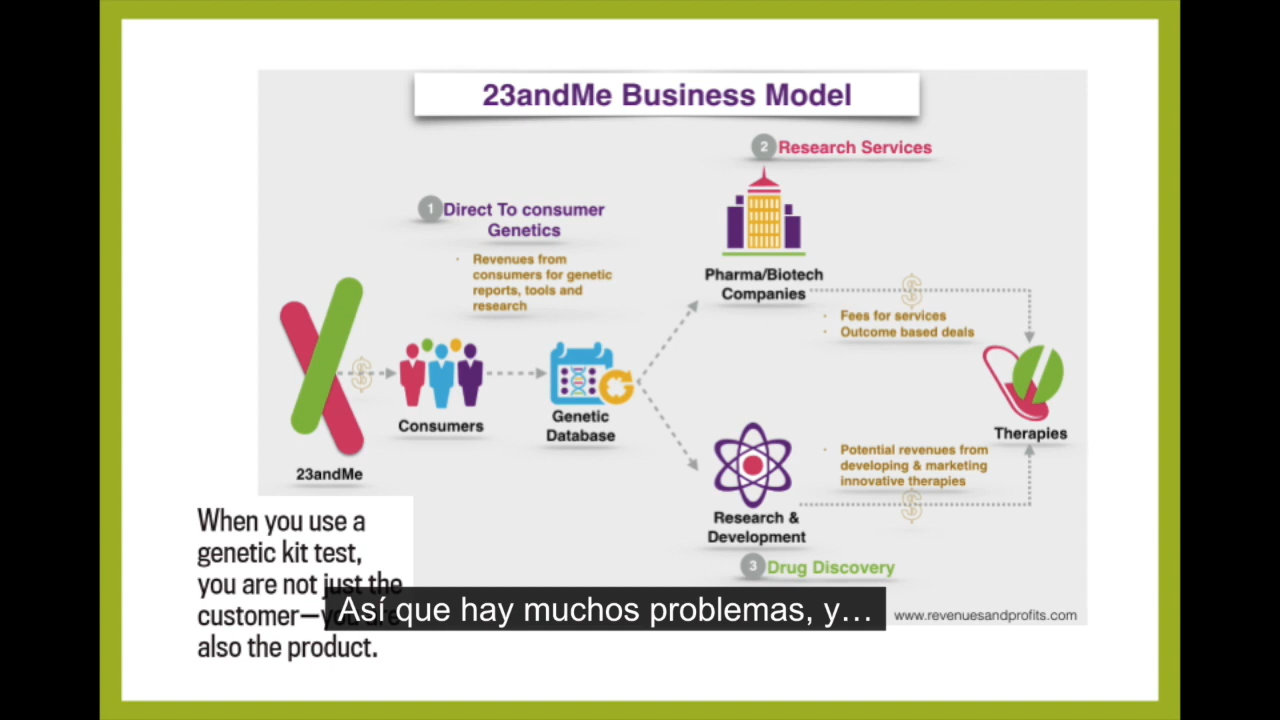 23andMe Business Model
2 Research Services
1 Direct To consumer
Genetics
Revenues from
consumers for genetic
reports, tools and
research
Pharma/Biotech
Companies
$
Fees for services
Outcome based deals
$
Consumers
Genetic
Database
Therapies
23andMe
Potential revenues from
developing & marketing
innovative therapies
$
Research &
Development
3 Drug Discovery
When you use a
genetic kit test,
you are not just the
customer—you are
also the product.
Así que hay muchos problemas, y…
www.revenuesandprofits.com